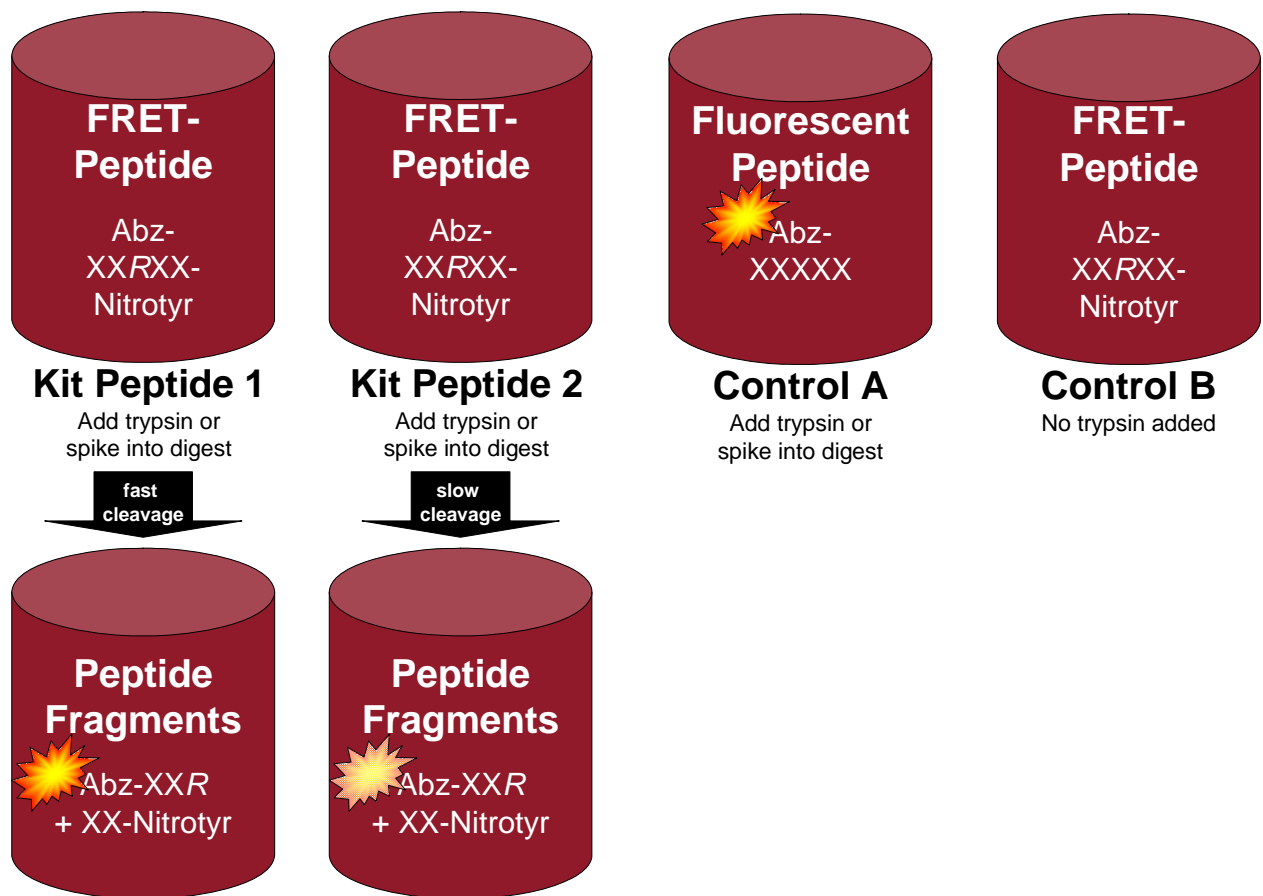 FRET-
Peptide
Abz-
XXRXX-
Nitrotyr
Kit Peptide 1
Add trypsin or
spike into digest
fast
cleavage
Peptide
Fragments
Abz-XXR
+ XX-Nitrotyr
FRET-
Peptide
Abz-
XXRXX-
Nitrotyr
Kit Peptide 2
Add trypsin or
spike into digest
slow
cleavage
Peptide
Fragments
Abz-XXR
+ XX-Nitrotyr
Fluorescent
Peptide
Abz-
XXXXX
Control A
Add trypsin or
spike into digest
FRET-
Peptide
Abz-
XXRXX-
Nitrotyr
Control B
No trypsin added